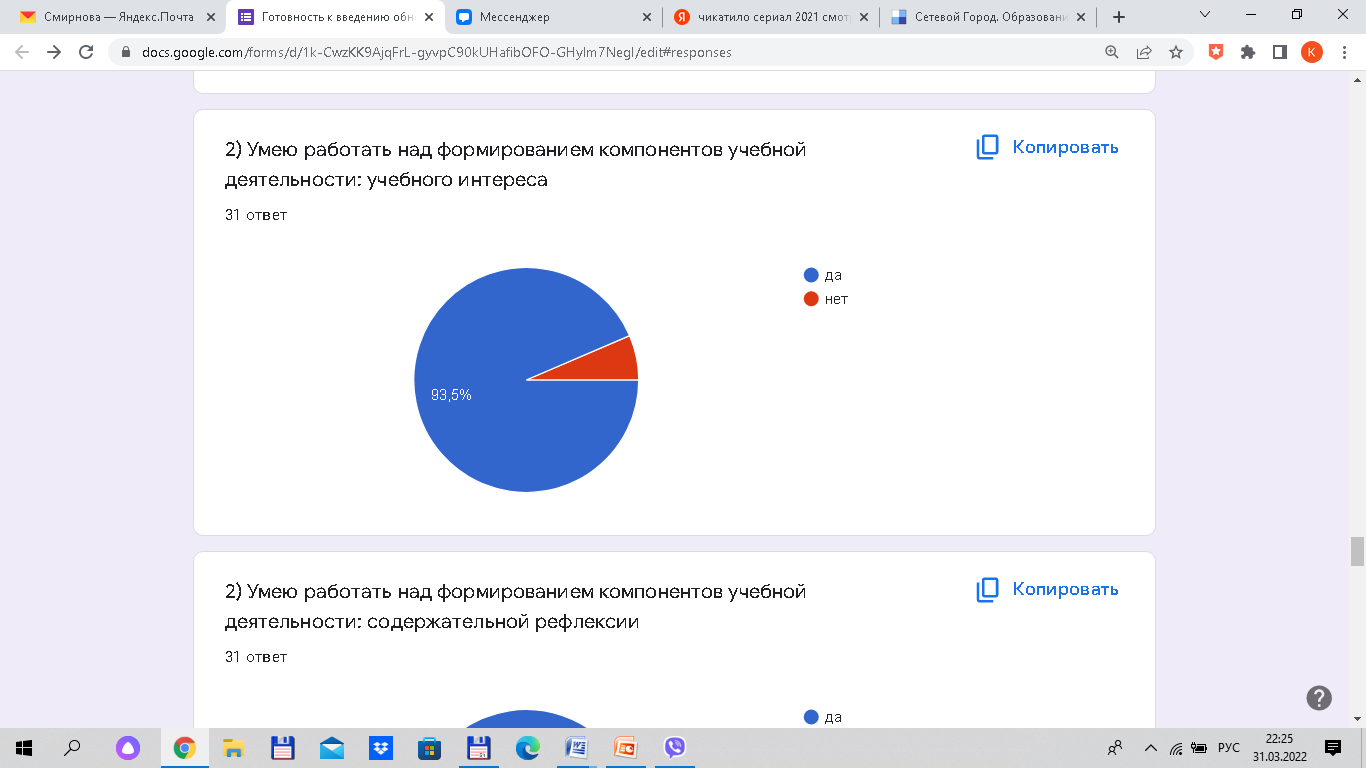 Смирнова — Яндекс.Почта
Готовность к введению обн
Мессенджер
Я
чикатило сериал 2021 смот
Сетевой Город. Образовани
docs.google.com/forms/d/1k-CwzKK9AjqFrL-gyvpC90kUHafibOFO-GHylm7NegI/edit#responses
К
2) Умею работать над формированием компонентов учебной
деятельности: учебного интереса
Копировать
31 ответ
да
нет
93,5%
2) Умею работать над формированием компонентов учебной
деятельности: содержательной рефлексии
Копировать
31 ответ
да
РУС
22:25
31.03.2022